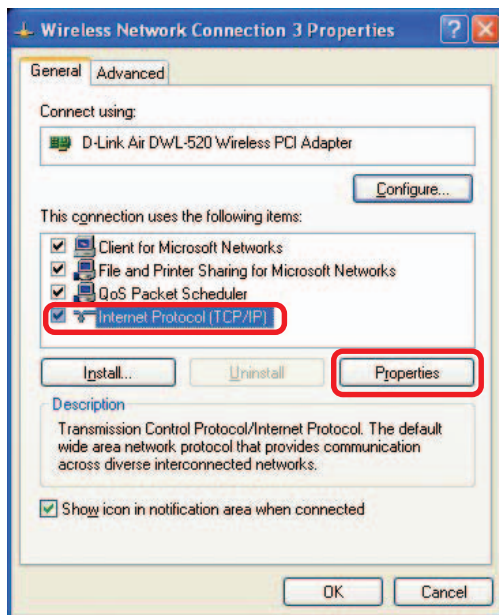 Wireless Network Connection 3 Properties
General Advanced
Connect using:
D-Link Air DWL-520 Wireless PCI Adapter
Configure...
This connection uses the following items:
Client for Microsoft Networks
File and Printer Sharing for Microsoft Networks
QoS Packet Scheduler
Internet Protocol (TCP/IP)
Install... Uninstall Properties
Description
Transmission Control Protocol/Internet Protocol. The default
wide area network protocol that provides communication
across diverse interconnected networks.
Show icon in notification area when connected
OK Cancel